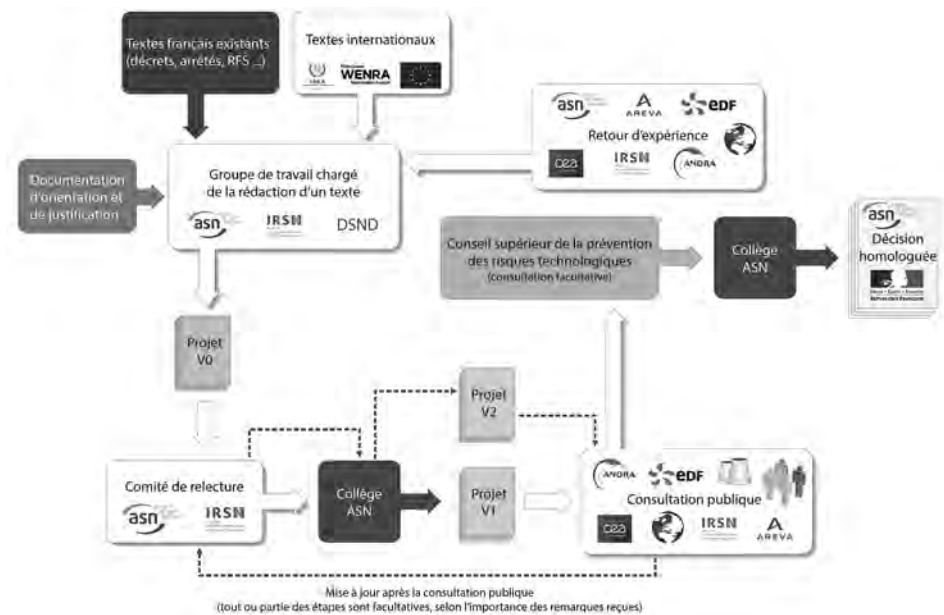 Textes français existants
(décrets, arrêtés, RFS ...)
Textes internationaux
IAEA
WENRA
asn
AREVA
eDF
Retour d'expérience
cea
IRSN
ANDRA
Documentation
d'orientation et
de justification
Groupe de travail chargé
de la rédaction d'un texte
asn
IRSN
DSND
Conseil supérieur de la prévention
des risques technologiques
(consultation facultative)
Collège
ASN
asn
Décision
homologuée
Projet
V0
Projet
V2
Comité de relecture
asn
IRSN
Collège
ASN
Projet
V1
ANDRA
eDF
Consultation publique
cea
IRSN
AREVA
Mise à jour après la consultation publique
(tout ou partie des étapes sont facultatives, selon l'importance des remarques reçues)